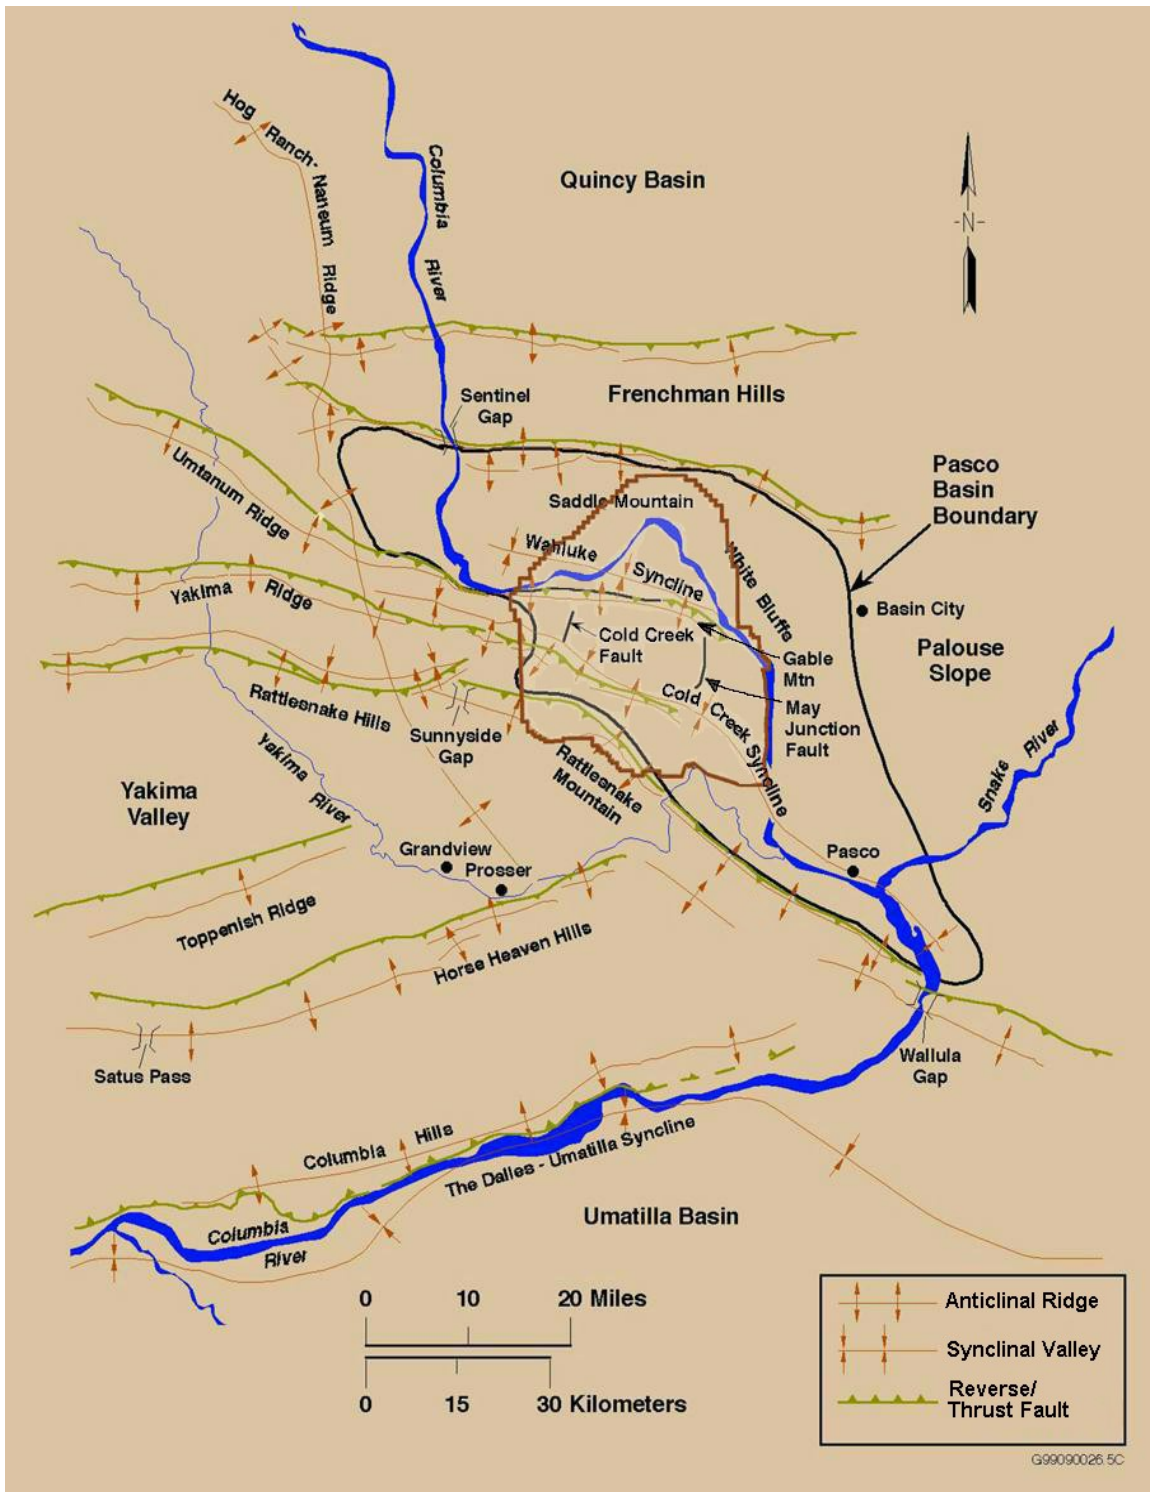 Hog Ranch-
Naneum Ridge
Columbia
River
Quincy Basin
-N-
Sentinel
Gap
Frenchman Hills
Umtanum Ridge
Saddle Mountain
Pasco
Basin
Boundary
Wahluke
Syncline
White Bluffs
Yakima
Ridge
Basin City
Cold Creek
Fault
Palouse
Slope
Gable
Mtn
Rattlesnake Hills
Cold Creek Syncline
May
Junction
Fault
Sunnyside
Gap
Snake River
Yakima
River
Rattlesnake
Mountain
Yakima
Valley
Grandview
Prosser
Pasco
Toppenish Ridge
Horse Heaven Hills
Satus Pass
Wallula
Gap
Columbia Hills
The Dalles - Umatilla Syncline
Columbia
River
Umatilla Basin
0 10 20 Miles
0 15 30 Kilometers
Anticlinal Ridge
Synclinal Valley
Reverse/
Thrust Fault
G99090026.5C